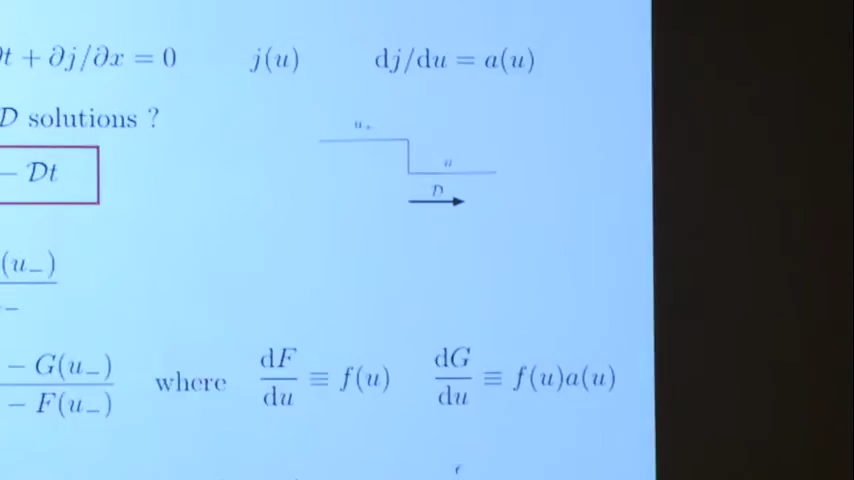 ∂t + ∂j/∂x = 0 j(u) dj/du = a(u)
D solutions ?
u₊
− 𝒟t
u
D
(u₋)
−
− G(u₋)
− F(u₋)
where dF/du ≡ f(u) dG/du ≡ f(u)a(u)